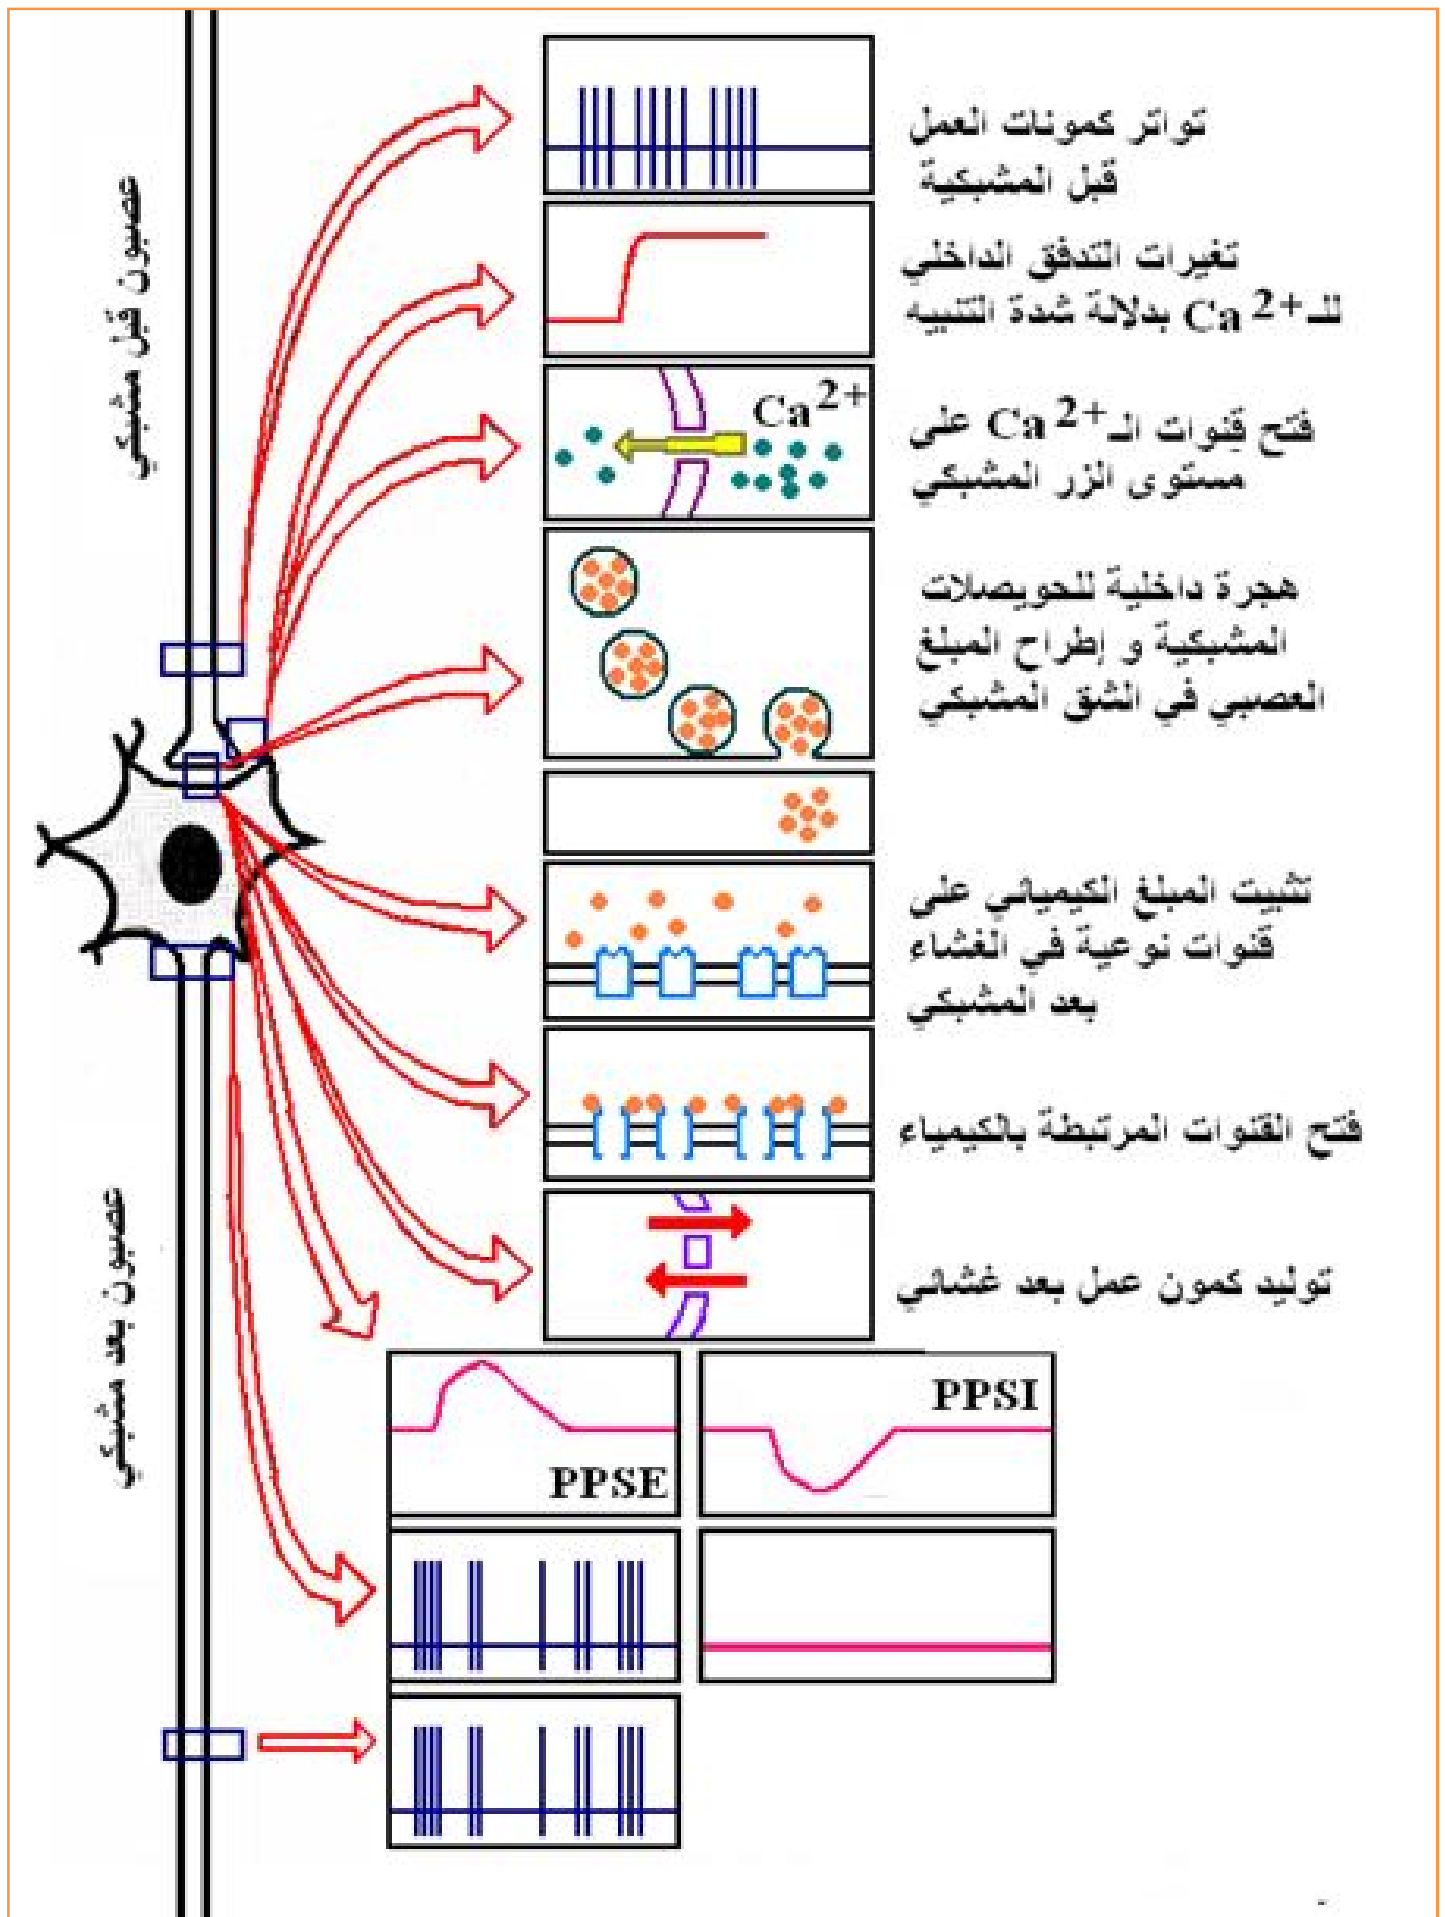 تواتر كمونات العمل
قبل المشبكية
تغيرات التدفق الداخلي
للـ Ca 2+ بدلالة شدة التنبيه
Ca 2+
فتح قنوات الـ Ca 2+ على
مستوى الزر المشبكي
هجرة داخلية للحويصلات
المشبكية و إطراح المبلغ
العصبي في الشق المشبكي
تثبيت المبلغ الكيميائي على
قنوات نوعية في الغشاء
بعد المشبكي
فتح القنوات المرتبطة بالكيمياء
توليد كمون عمل بعد غشائي
PPSE
PPSI
عصبون قبل مشبكي
عصبون بعد مشبكي